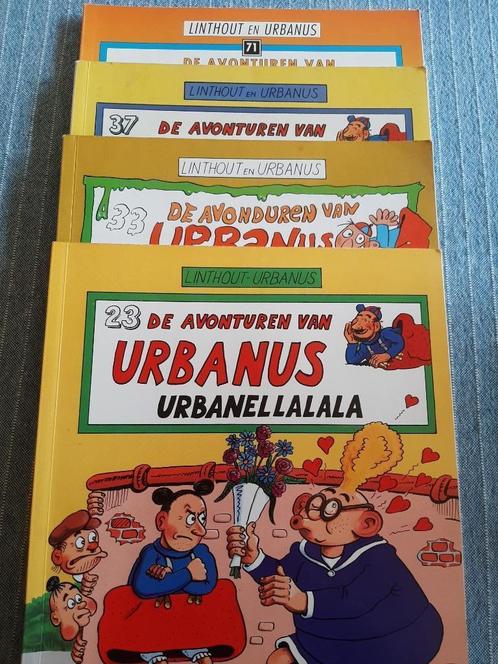 LINTHOUT EN URBANUS
71
DE AVONTUREN VAN
LINTHOUT EN URBANUS
37 DE AVONTUREN VAN
LINTHOUT EN URBANUS
33 DE AVONDUREN VAN
URBANUS
LINTHOUT-URBANUS
23 DE AVONTUREN VAN
URBANUS
URBANELLALALA